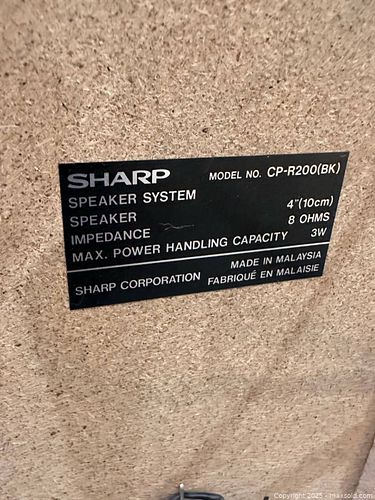 SHARP MODEL NO. CP-R200(BK)
SPEAKER SYSTEM
SPEAKER 4"(10cm)
IMPEDANCE 8 OHMS
MAX. POWER HANDLING CAPACITY 3W
SHARP CORPORATION MADE IN MALAYSIA
FABRIQUÉ EN MALAISIE
Copyright © 2025 - maxsold.com